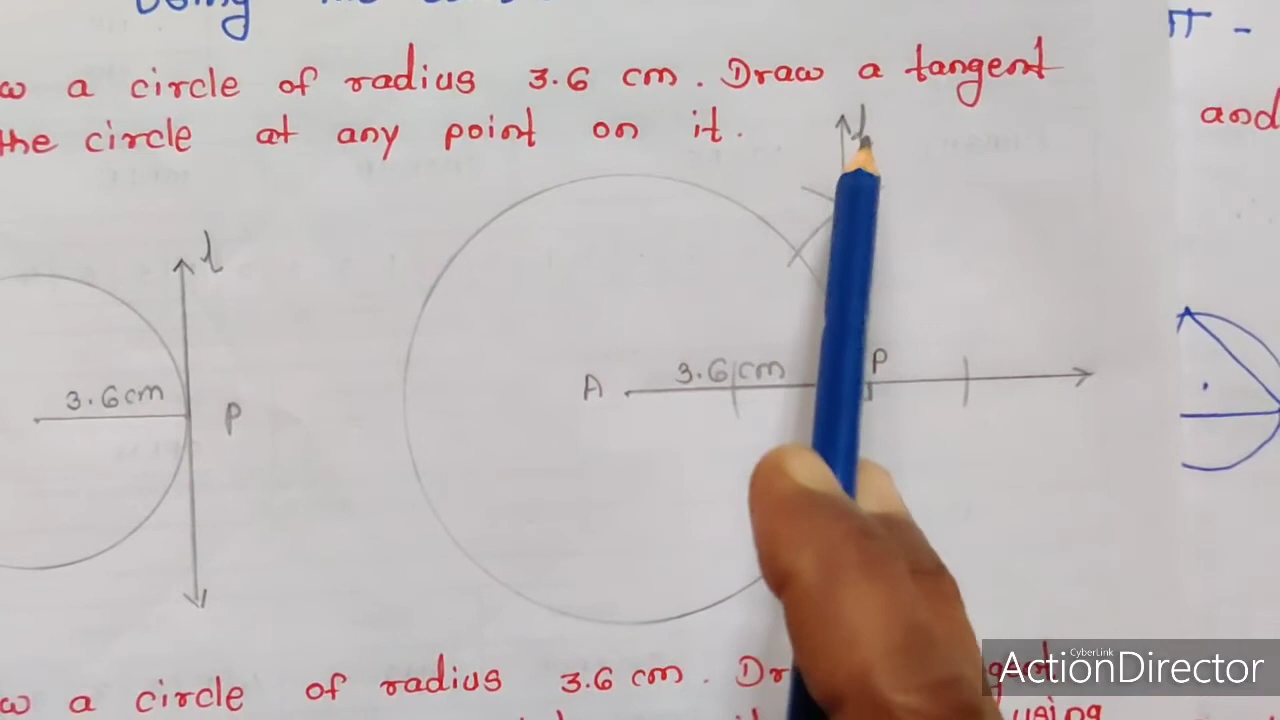 w a circle of radius 3.6 cm. Draw a tangent
the circle at any point on it.
and
l
l
3.6cm
P
A
3.6cm
P
w a circle of radius 3.6 cm.
using
CyberLink
ActionDirector